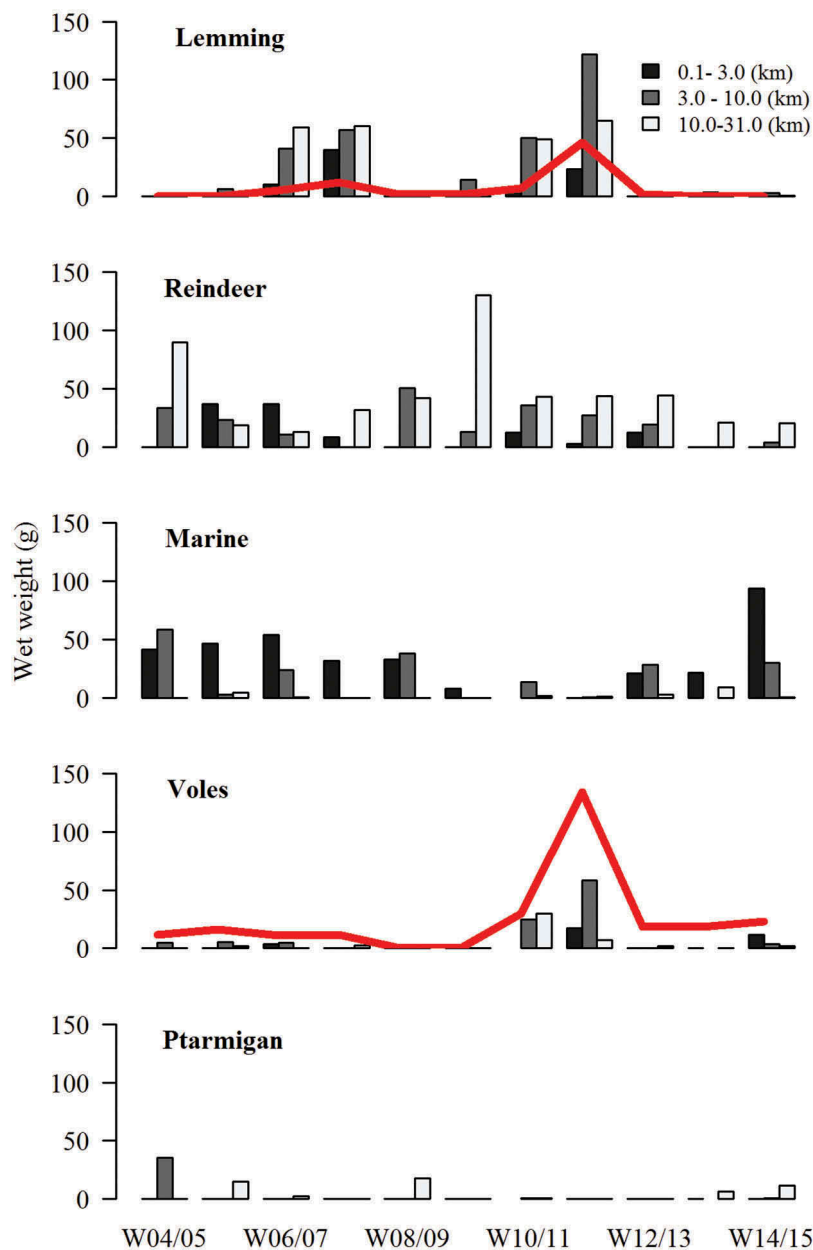 150
Lemming
100
50
0
0.1- 3.0 (km)
3.0 - 10.0 (km)
10.0-31.0 (km)
150
Reindeer
100
50
0
Wet weight (g)
150
Marine
100
50
0
150
Voles
100
50
0
150
Ptarmigan
100
50
0
W04/05 W06/07 W08/09 W10/11 W12/13 W14/15